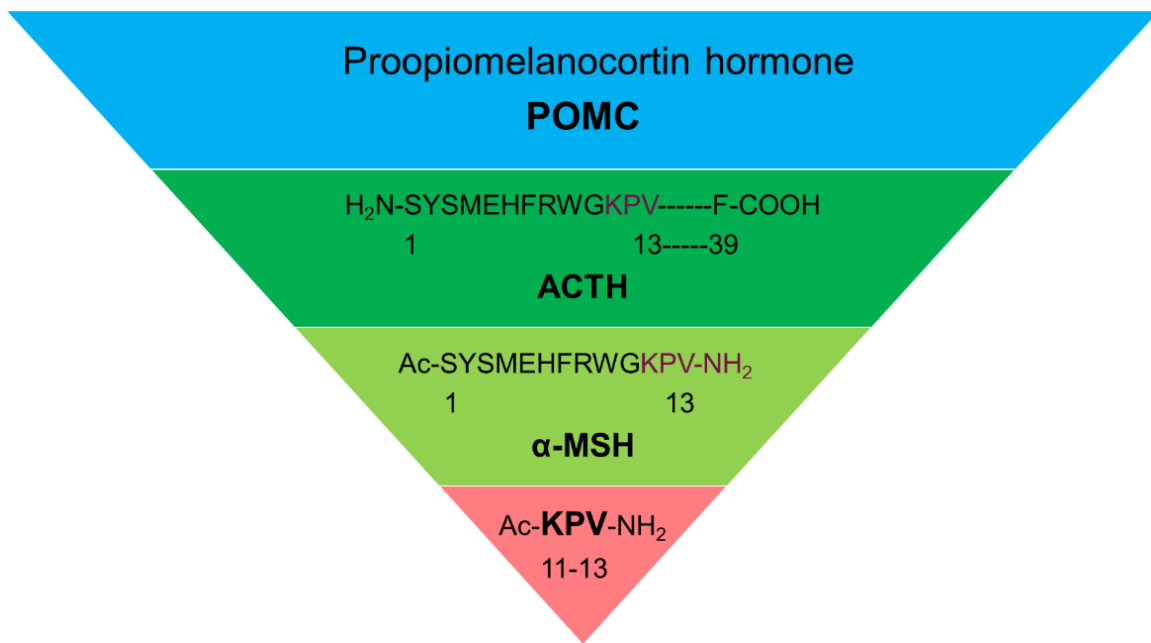 Proopiomelanocortin hormone
POMC
H₂N-SYSMEHFRWGKPV------F-COOH
1 13-----39
ACTH
Ac-SYSMEHFRWGKPV-NH₂
1 13
α-MSH
Ac-KPV-NH₂
11-13